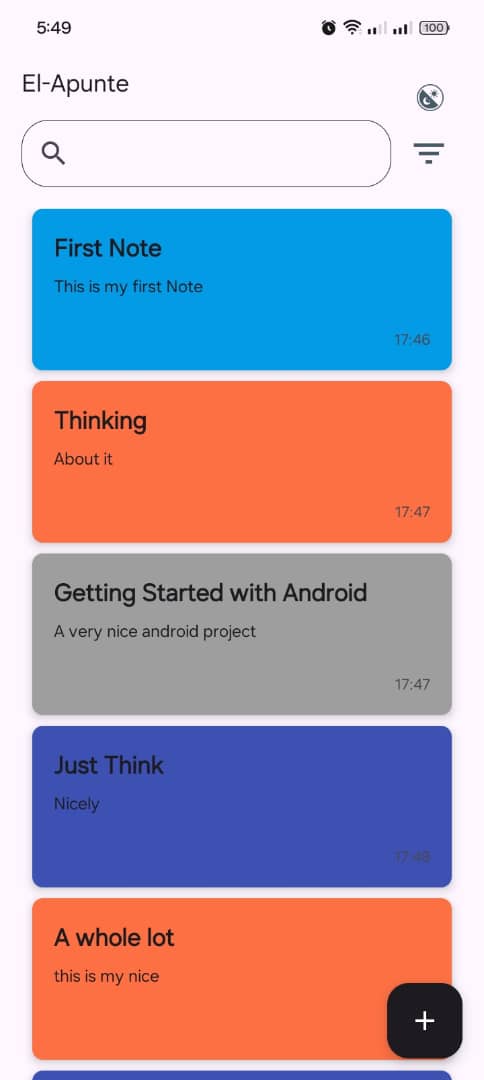 5:49
100
El-Apunte
First Note
This is my first Note
17:46
Thinking
About it
17:47
Getting Started with Android
A very nice android project
17:47
Just Think
Nicely
17:48
A whole lot
this is my nice